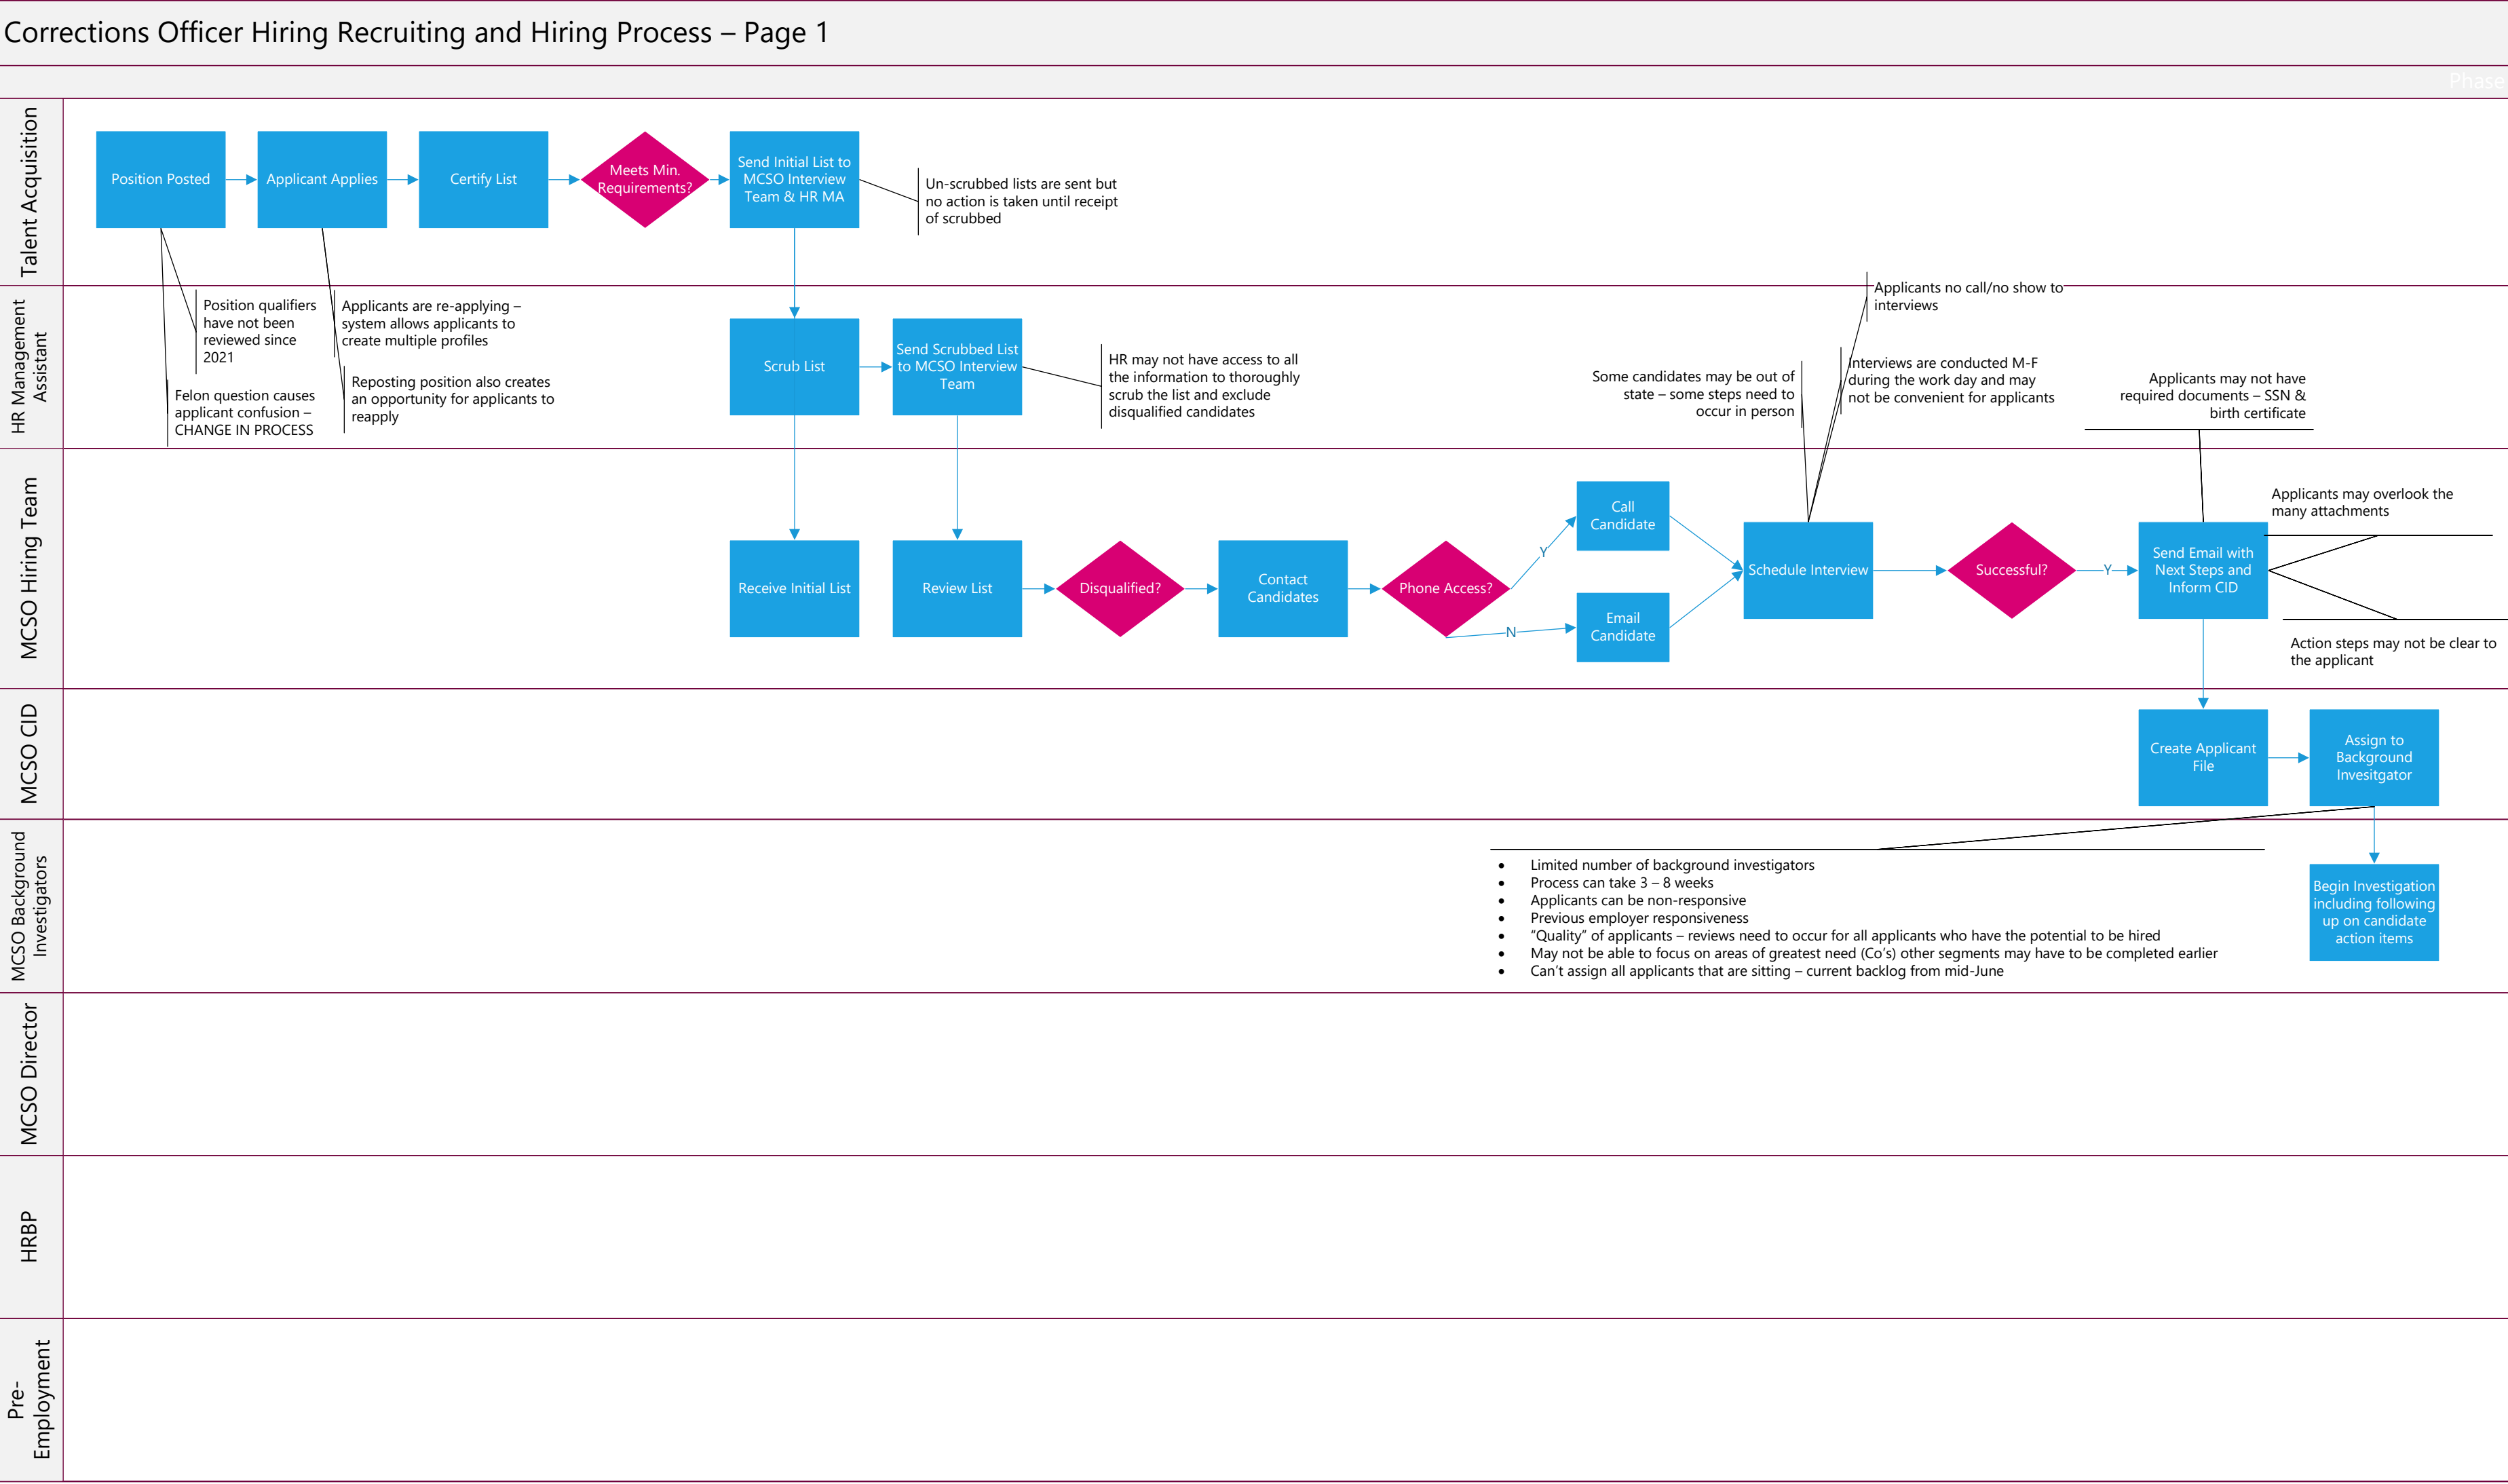 Corrections Officer Hiring Recruiting and Hiring Process – Page 1
Phase
Talent Acquisition
Position Posted
Applicant Applies
Certify List
Meets Min.
Requirements?
Send Initial List to
MCSO Interview
Team & HR MA
Un-scrubbed lists are sent but
no action is taken until receipt
of scrubbed
HR Management
Assistant
Position qualifiers
have not been
reviewed since
2021
Felon question causes
applicant confusion –
CHANGE IN PROCESS
Applicants are re-applying –
system allows applicants to
create multiple profiles
Reposting position also creates
an opportunity for applicants to
reapply
Scrub List
Send Scrubbed List
to MCSO Interview
Team
HR may not have access to all
the information to thoroughly
scrub the list and exclude
disqualified candidates
Some candidates may be out of
state – some steps need to
occur in person
Applicants no call/no show to
interviews
Interviews are conducted M-F
during the work day and may
not be convenient for applicants
Applicants may not have
required documents – SSN &
birth certificate
MCSO Hiring Team
Receive Initial List
Review List
Disqualified?
Contact
Candidates
Phone Access?
Y
N
Call
Candidate
Email
Candidate
Schedule Interview
Successful?
Y
Send Email with
Next Steps and
Inform CID
Applicants may overlook the
many attachments
Action steps may not be clear to
the applicant
MCSO CID
Create Applicant
File
Assign to
Background
Invesitgator
MCSO Background
Investigators
• Limited number of background investigators
• Process can take 3 – 8 weeks
• Applicants can be non-responsive
• Previous employer responsiveness
• “Quality” of applicants – reviews need to occur for all applicants who have the potential to be hired
• May not be able to focus on areas of greatest need (Co’s) other segments may have to be completed earlier
• Can’t assign all applicants that are sitting – current backlog from mid-June
Begin Investigation
including following
up on candidate
action items
MCSO Director
HRBP
Pre-
Employment